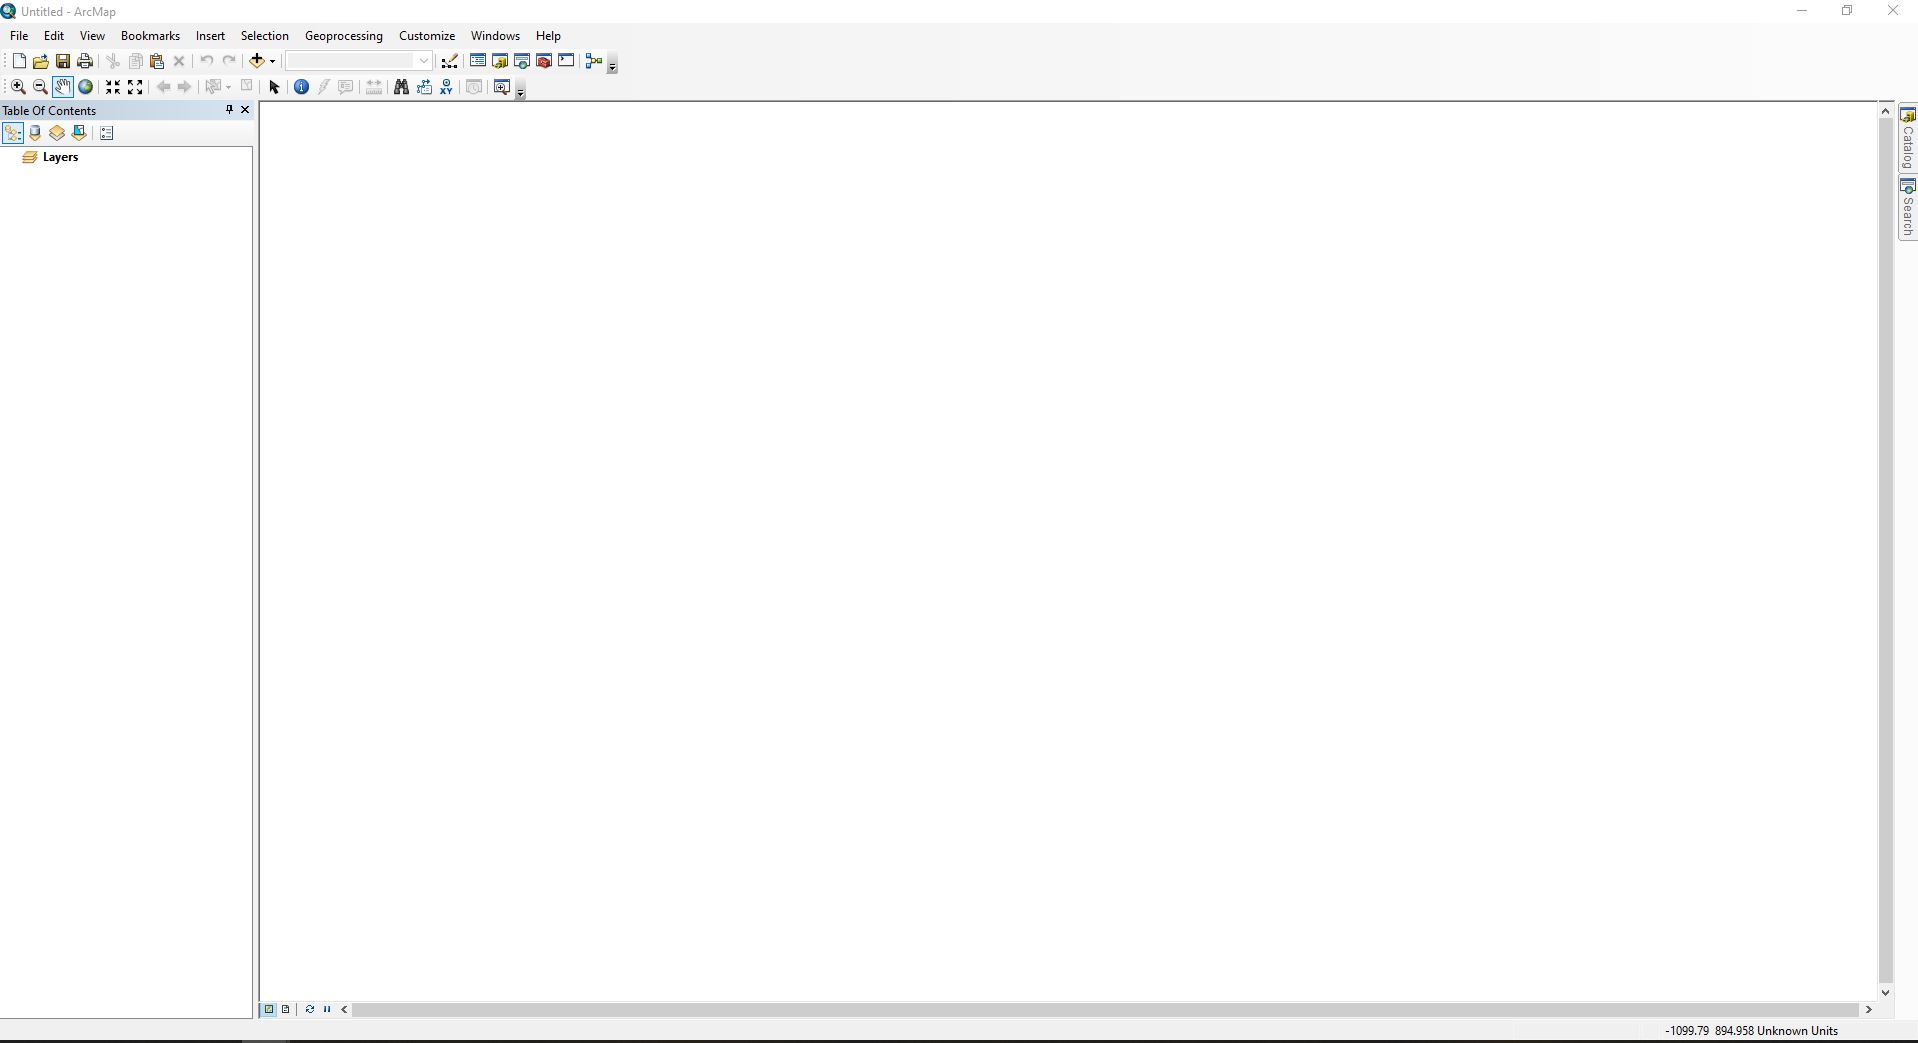 Untitled - ArcMap
File Edit View Bookmarks Insert Selection Geoprocessing Customize Windows Help
XY
Table Of Contents
Layers
Catalog
Search
-1099.79 894.958 Unknown Units